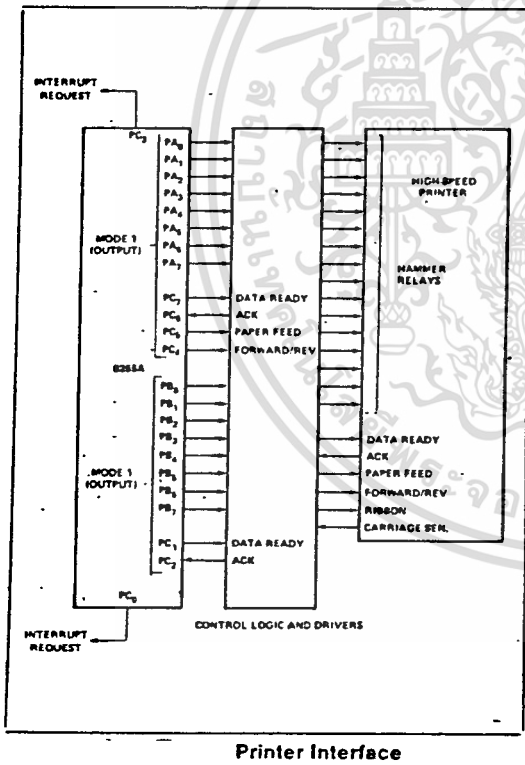 INTERRUPT
REQUEST
PC3
PA0
PA1
PA2
PA3
PA4
PA5
PA6
PA7
MODE 1
(OUTPUT)
PC7
PC6
PC5
PC4
DATA READY
ACK
PAPER FEED
FORWARD/REV
8255A
PB0
PB1
PB2
PB3
PB4
PB5
PB6
PB7
MODE 1
(OUTPUT)
PC1
PC2
DATA READY
ACK
PC0
INTERRUPT
REQUEST
CONTROL LOGIC AND DRIVERS
HIGH-SPEED
PRINTER
HAMMER
RELAYS
DATA READY
ACK
PAPER FEED
FORWARD/REV
RIBBON
CARRIAGE SEN.
Printer Interface